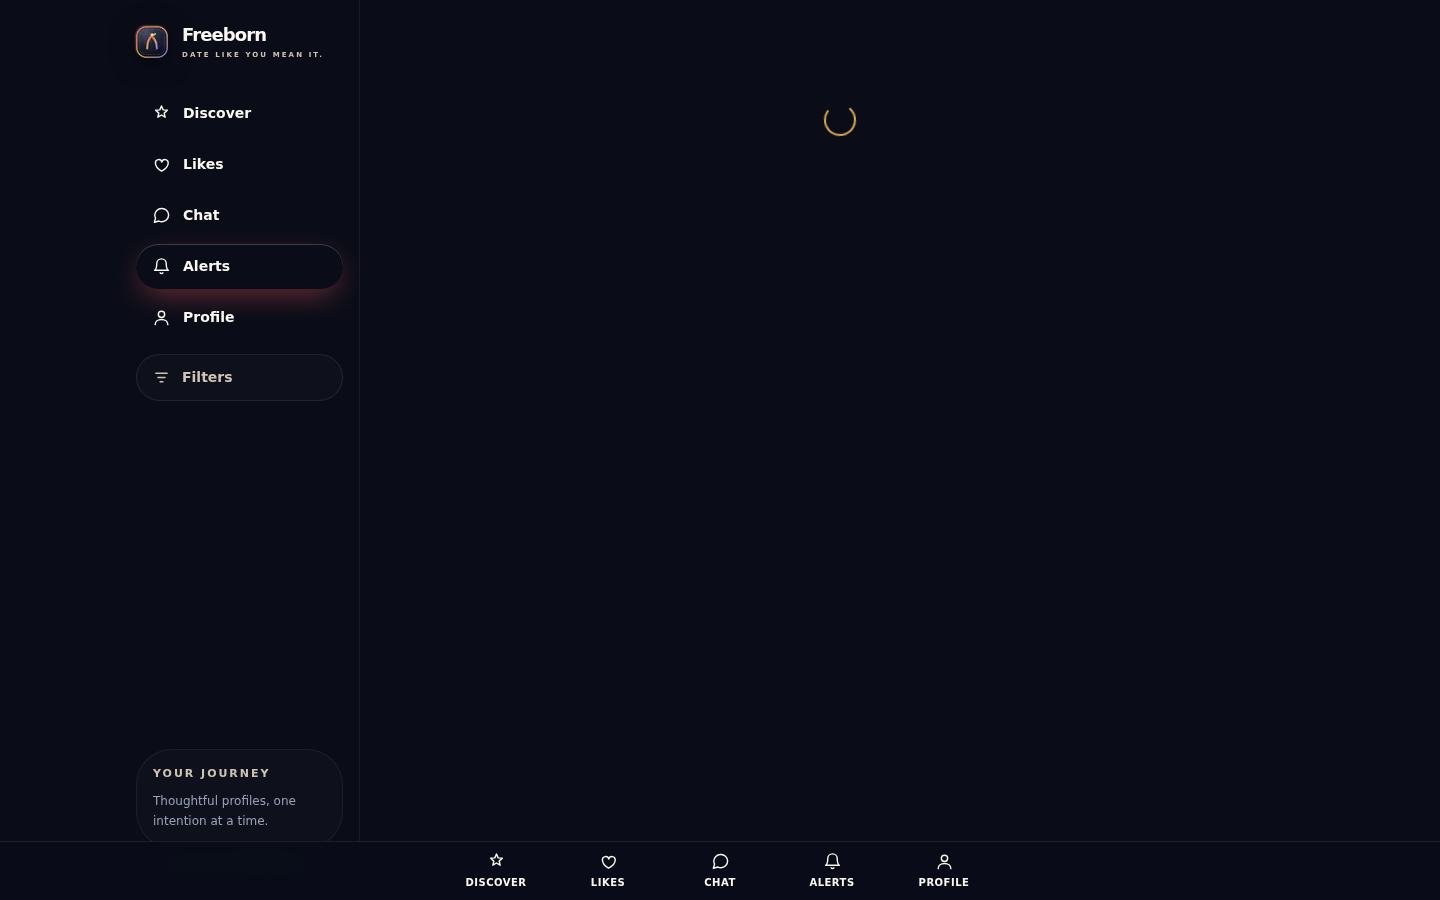 Freeborn
DATE LIKE YOU MEAN IT.
Discover
Likes
Chat
Alerts
Profile
Filters
YOUR JOURNEY
Thoughtful profiles, one
intention at a time.
DISCOVER
LIKES
CHAT
ALERTS
PROFILE